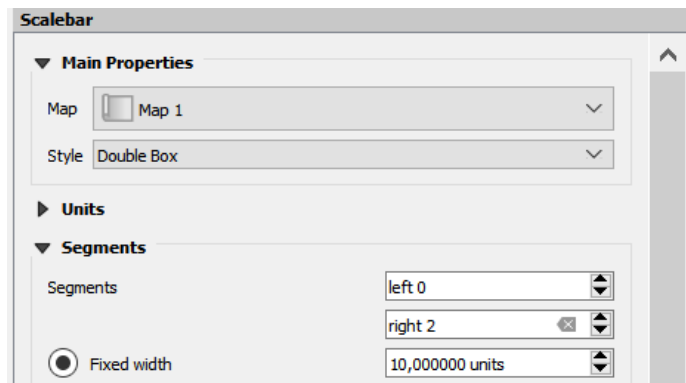 Scalebar
Main Properties
Map Map 1
Style Double Box
Units
Segments
Segments left 0
right 2
Fixed width 10,000000 units